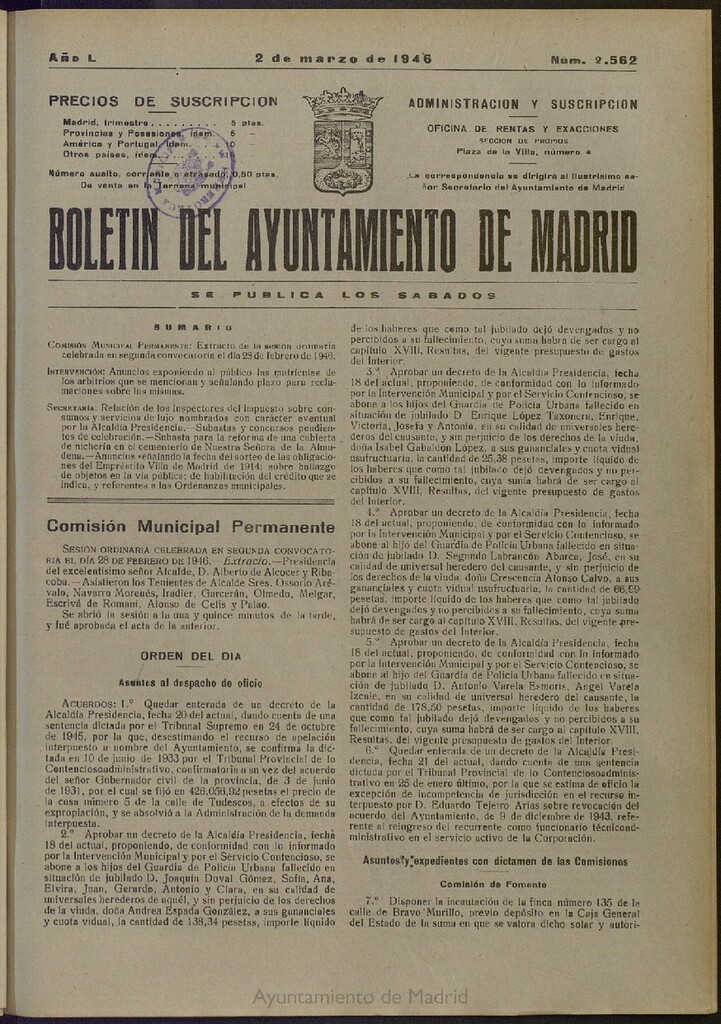 Año L
2 de marzo de 1946
Núm. 2.562
PRECIOS DE SUSCRIPCION
Madrid, trimestre . . . . . . . . . 5 ptas.
Provincias y Posesiones, ídem. 6 —
América y Portugal, ídem. . . 10 —
Otros países, ídem. . . .
Número suelto, corriente o atrasado, 0,50 ptas.
De venta en la Terrena municipal
ADMINISTRACION Y SUSCRIPCION
OFICINA DE RENTAS Y EXACCIONES
SECCION DE PROPIOS
Plaza de la Villa, número 4
La correspondencia se dirigirá al ilustrísimo se-
ñor Secretario del Ayuntamiento de Madrid
BOLETIN DEL AYUNTAMIENTO DE MADRID
SE PUBLICA LOS SABADOS
SUMARIO
COMISIÓN MUNICIPAL PERMANENTE: Extracto de la sesión ordinaria
celebrada en segunda convocatoria el día 28 de febrero de 1946.
INTERVENCIÓN: Anuncios exponiendo al público las matrículas de
los arbitrios que se mencionan y señalando plazo para recla-
maciones sobre las mismas.
SECRETARÍA: Relación de los inspectores del impuesto sobre con-
sumos y servicios de lujo nombrados con carácter eventual
por la Alcaldía Presidencia.—Subastas y concursos pendien-
tes de celebración.—Subasta para la reforma de una cubierta
de nichería en el cementerio de Nuestra Señora de la Almu-
dena.—Anuncios señalando la fecha del sorteo de las obligacio-
nes del Empréstito Villa de Madrid de 1914; sobre hallazgo
de objetos en la vía pública; de habilitación del crédito que se
indica, y referentes a las Ordenanzas municipales.
Comisión Municipal Permanente
SESIÓN ORDINARIA CELEBRADA EN SEGUNDA CONVOCATO-
RIA EL DÍA 28 DE FEBRERO DE 1946.—Extracto.—Presidencia
del excelentísimo señor Alcalde, D. Alberto de Alcocer y Riba-
coba.—Asistieron los Tenientes de Alcalde Sres. Ossorio Aré-
valo, Navarro Morenés, Iradier, Garcerán, Olmedo, Melgar,
Escrivá de Romaní, Alonso de Celis y Palao.
Se abrió la sesión a la una y quince minutos de la tarde,
y fué aprobada el acta de la anterior.
ORDEN DEL DIA
Asuntos al despacho de oficio
ACUERDOS: 1.º Quedar enterada de un decreto de la
Alcaldía Presidencia, fecha 20 del actual, dando cuenta de una
sentencia dictada por el Tribunal Supremo en 24 de octubre
de 1945, por la que, desestimando el recurso de apelación
interpuesto a nombre del Ayuntamiento, se confirma la dic-
tada en 10 de junio de 1933 por el Tribunal Provincial de lo
Contenciosoadministrativo, confirmatoria a su vez del acuerdo
del señor Gobernador civil de la provincia, de 3 de junio
de 1931, por el cual se fijó en 426.056,92 pesetas el precio de
la casa número 5 de la calle de Tudescos, a efectos de su
expropiación, y se absolvió a la Administración de la demanda
interpuesta.
2.º Aprobar un decreto de la Alcaldía Presidencia, fecha
18 del actual, proponiendo, de conformidad con lo informado
por la Intervención Municipal y por el Servicio Contencioso, se
abone a los hijos del Guardia de Policía Urbana fallecido en
situación de jubilado D. Joaquín Doval Gómez, Sofía, Ana,
Elvira, Juan, Gerardo, Antonio y Clara, en su calidad de
universales herederos de aquél, y sin perjuicio de los derechos
de la viuda, doña Andrea Espada González, a sus gananciales
y cuota vidual, la cantidad de 138,34 pesetas, importe líquido
de los haberes que como tal jubilado dejó devengados y no
percibidos a su fallecimiento, cuya suma habrá de ser cargo al
capítulo XVIII, Resultas, del vigente presupuesto de gastos
del Interior.
3.º Aprobar un decreto de la Alcaldía Presidencia, fecha
18 del actual, proponiendo, de conformidad con lo informado
por la Intervención Municipal y por el Servicio Contencioso, se
abone a los hijos del Guardia de Policía Urbana fallecido en
situación de jubilado D. Enrique López Taxonera, Enrique,
Victoria, Josefa y Antonio, en su calidad de universales here-
deros del causante, y sin perjuicio de los derechos de la viuda,
doña Isabel Gabaldón López, a sus gananciales y cuota vidual
usufructuaria, la cantidad de 25,38 pesetas, importe líquido de
los haberes que como tal jubilado dejó devengados y no per-
cibidos a su fallecimiento, cuya suma habrá de ser cargo al
capítulo XVIII, Resultas, del vigente presupuesto de gastos
del Interior.
4.º Aprobar un decreto de la Alcaldía Presidencia, fecha
18 del actual, proponiendo, de conformidad con lo informado
por la Intervención Municipal y por el Servicio Contencioso, se
abone al hijo del Guardia de Policía Urbana fallecido en situa-
ción de jubilado D. Segundo Labrancón Abarca, José, en su
calidad de universal heredero del causante, y sin perjuicio de
los derechos de la viuda, doña Crescencia Alonso Calvo, a sus
gananciales y cuota vidual usufructuaria, la cantidad de 66,99
pesetas, importe líquido de los haberes que como tal jubilado
dejó devengados y no percibidos a su fallecimiento, cuya suma
habrá de ser cargo al capítulo XVIII, Resultas, del vigente pre-
supuesto de gastos del Interior.
5.º Aprobar un decreto de la Alcaldía Presidencia, fecha
18 del actual, proponiendo, de conformidad con lo informado
por la Intervención Municipal y por el Servicio Contencioso, se
abone al hijo del Guardia de Policía Urbana fallecido en situa-
ción de jubilado D. Antonio Varela Esmorís, Angel Varela
en su calidad de universal heredero del causante, la
cantidad de 178,50 pesetas, importe líquido de los haberes
que como tal jubilado dejó devengados y no percibidos a su
fallecimiento, cuya suma habrá de ser cargo al capítulo XVIII,
Resultas, del vigente presupuesto de gastos del Interior.
6.º Quedar enterada de un decreto de la Alcaldía Presi-
dencia, fecha 21 del actual, dando cuenta de una sentencia
dictada por el Tribunal Provincial de lo Contenciosoadminis-
trativo en 25 de enero último, por la que se estima de oficio la
excepción de incompetencia de jurisdicción en el recurso in-
terpuesto por D. Eduardo Tejeiro Arias sobre revocación del
acuerdo del Ayuntamiento, de 9 de diciembre de 1943, refe-
rente al reingreso del recurrente como funcionario técnicoad-
ministrativo en el servicio activo de la Corporación.
Asuntos y expedientes con dictamen de las Comisiones
Comisión de Fomento
7.º Disponer la incautación de la finca número 135 de la
calle de Bravo Murillo, previo depósito en la Caja General
del Estado de la suma en que se valora dicho solar y autori-
Ayuntamiento de Madrid